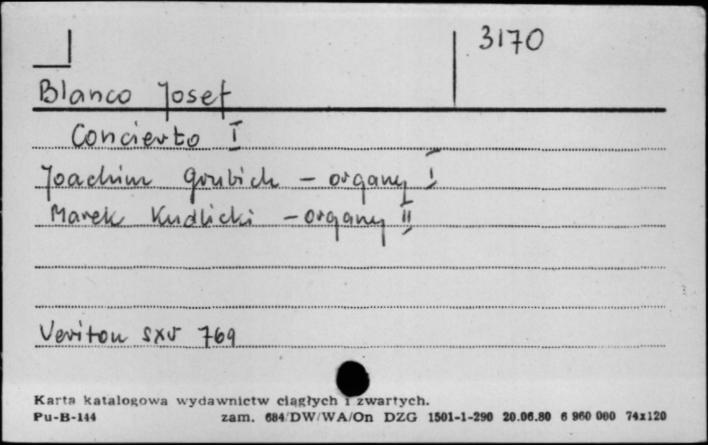 3170
Blanco Josef
Concierto I
Joachim Grubich - organy I
Marek Kudlicki - organy II
Veriton SXV 769
Karta katalogowa wydawnictw ciągłych i zwartych.
Pu-B-144 zam. 684/DW/WA/On DZG 1501-1-290 20.06.80 6 960 000 74x120